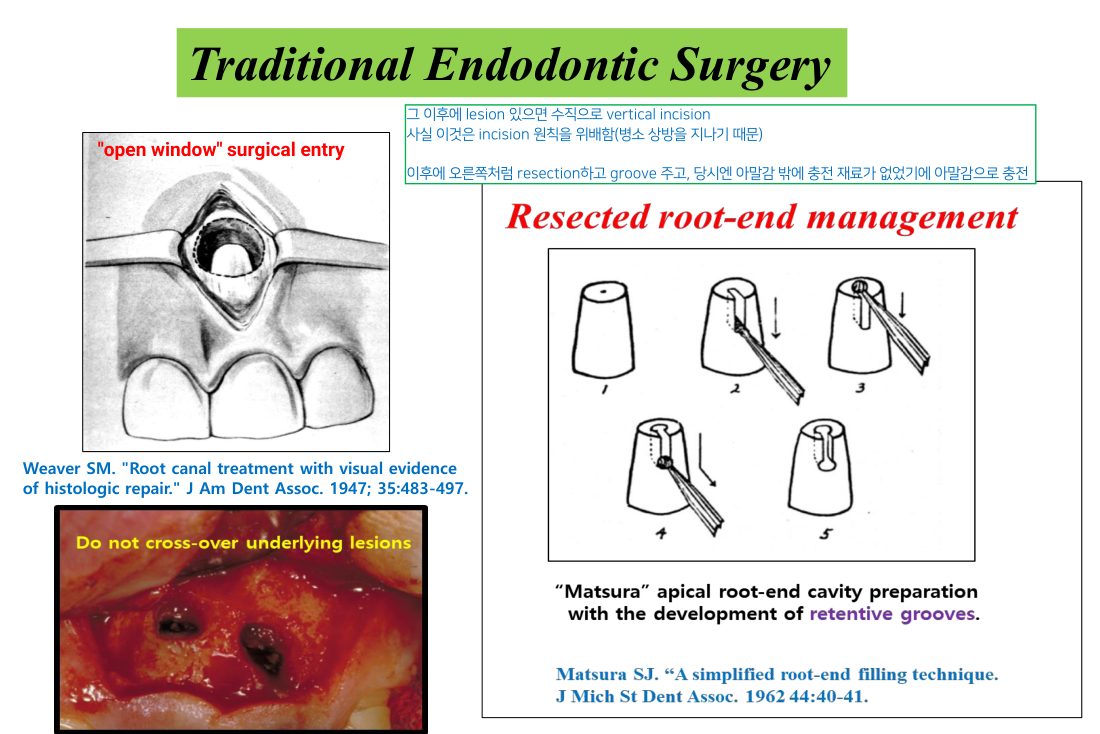 Traditional Endodontic Surgery
그 이후에 lesion 있으면 수직으로 vertical incision
사실 이것은 incision 원칙을 위배함(병소 상방을 지나기 때문)
이후에 오른쪽처럼 resection하고 groove 주고, 당시엔 아말감 밖에 충전 재료가 없었기에 아말감으로 충전
"open window" surgical entry
Weaver SM. "Root canal treatment with visual evidence
of histologic repair." J Am Dent Assoc. 1947; 35:483-497.
Do not cross-over underlying lesions
Resected root-end management
1
2
3
4
5
“Matsura” apical root-end cavity preparation
with the development of retentive grooves.
Matsura SJ. “A simplified root-end filling technique.
J Mich St Dent Assoc. 1962 44:40-41.